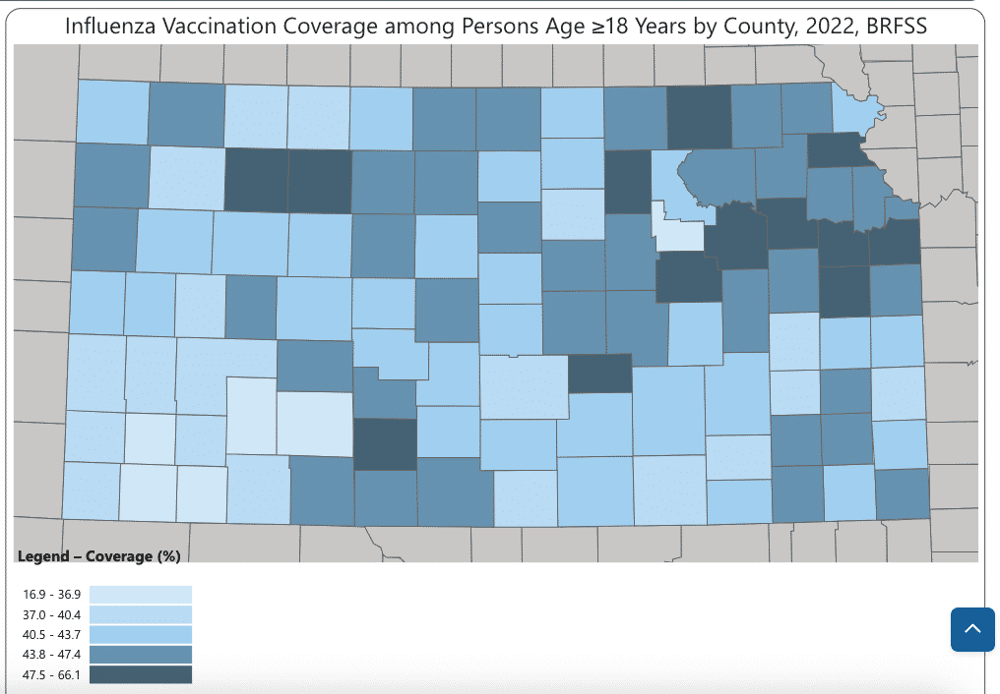 Influenza Vaccination Coverage among Persons Age ≥18 Years by County, 2022, BRFSS
Legend – Coverage (%)
16.9 - 36.9
37.0 - 40.4
40.5 - 43.7
43.8 - 47.4
47.5 - 66.1